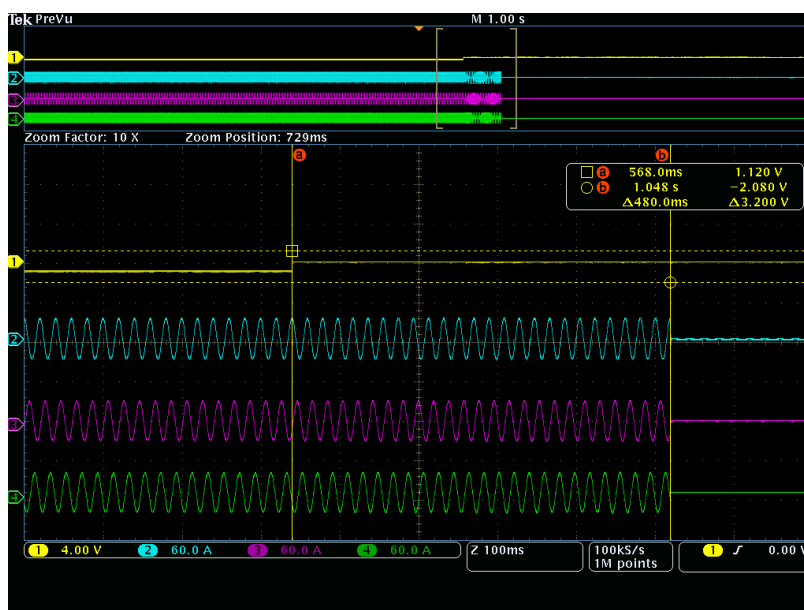 Tek PreVu M 1.00 s
1
2
3
4
Zoom Factor: 10 X Zoom Position: 729ms
a b
a 568.0ms 1.120 V
b 1.048 s −2.080 V
Δ480.0ms Δ3.200 V
1
2
3
4
1 4.00 V 2 60.0 A 3 60.0 A 4 60.0 A Z 100ms 100kS/s 1 0.00 V
1M points